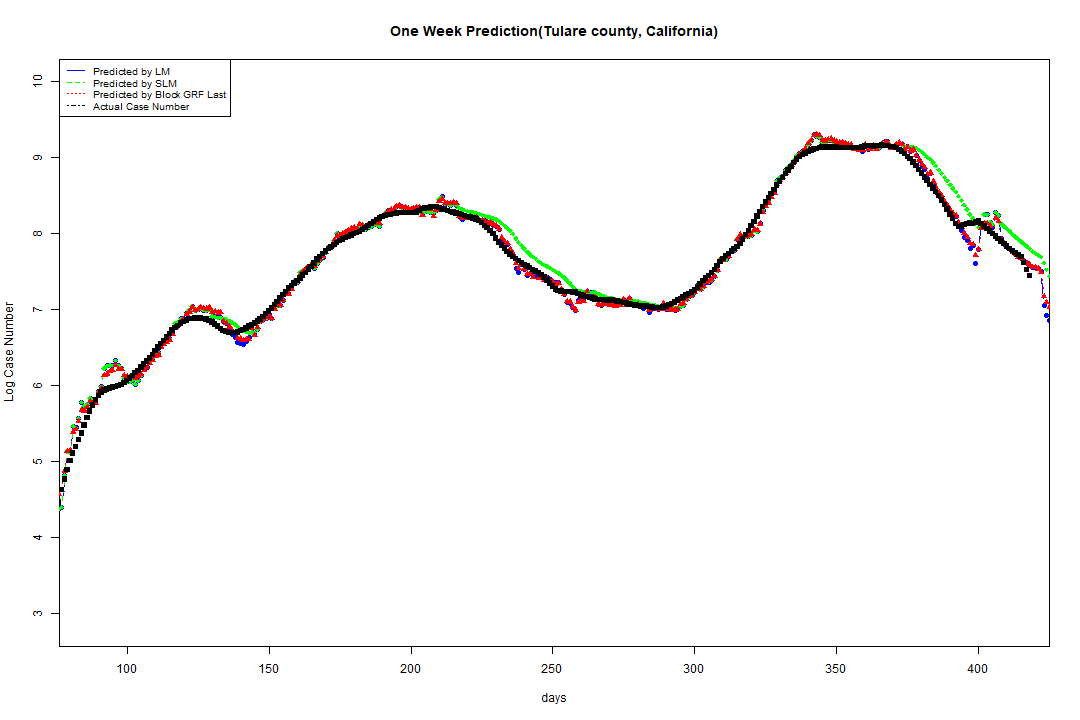 One Week Prediction(Tulare county, California)
Predicted by LM
Predicted by SLM
Predicted by Block GRF Last
Actual Case Number
10
9
8
7
6
5
4
3
Log Case Number
100 150 200 250 300 350 400
days